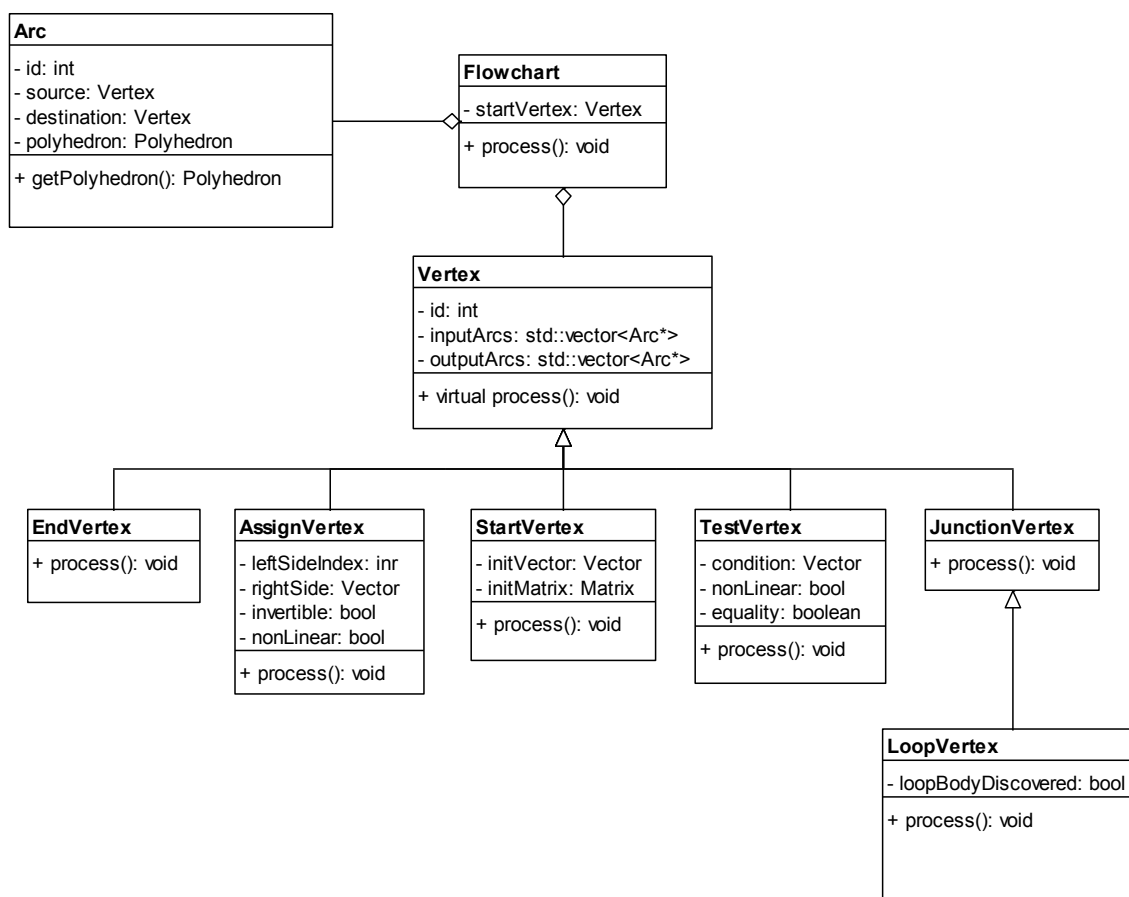 Arc
- id: int
- source: Vertex
- destination: Vertex
- polyhedron: Polyhedron
+ getPolyhedron(): Polyhedron
Flowchart
- startVertex: Vertex
+ process(): void
Vertex
- id: int
- inputArcs: std::vector<Arc*>
- outputArcs: std::vector<Arc*>
+ virtual process(): void
EndVertex
+ process(): void
AssignVertex
- leftSideIndex: inr
- rightSide: Vector
- invertible: bool
- nonLinear: bool
+ process(): void
StartVertex
- initVector: Vector
- initMatrix: Matrix
+ process(): void
TestVertex
- condition: Vector
- nonLinear: bool
- equality: boolean
+ process(): void
JunctionVertex
+ process(): void
LoopVertex
- loopBodyDiscovered: bool
+ process(): void